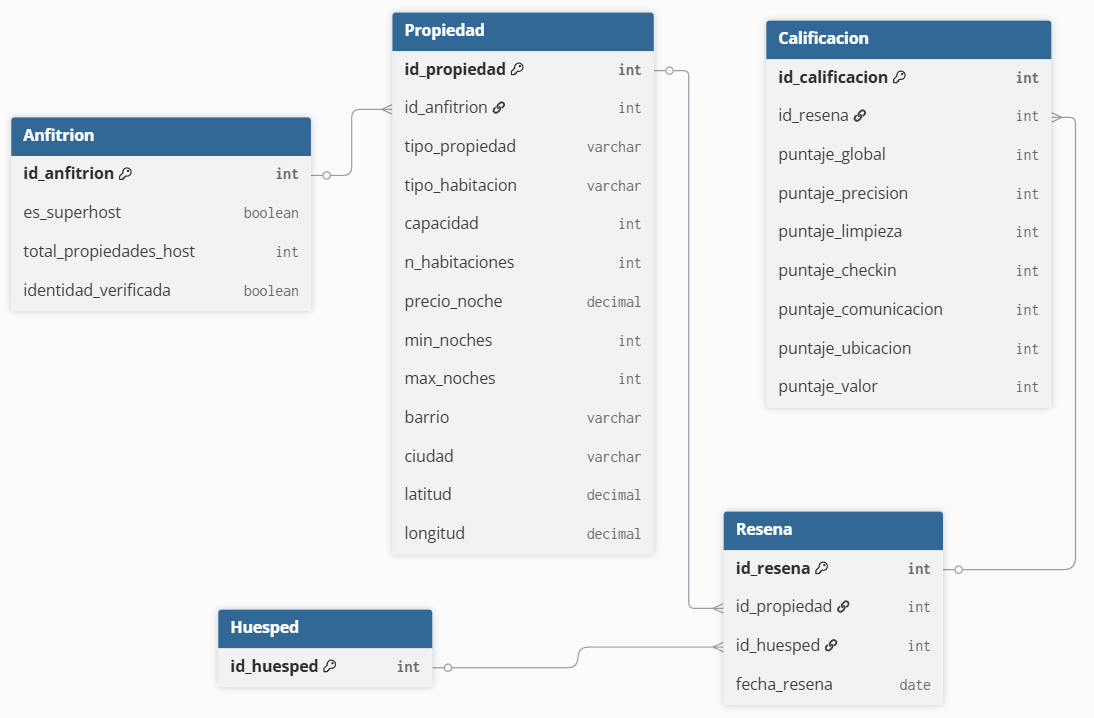 Anfitrion
id_anfitrion int
es_superhost boolean
total_propiedades_host int
identidad_verificada boolean
Propiedad
id_propiedad int
id_anfitrion int
tipo_propiedad varchar
tipo_habitacion varchar
capacidad int
n_habitaciones int
precio_noche decimal
min_noches int
max_noches int
barrio varchar
ciudad varchar
latitud decimal
longitud decimal
Calificacion
id_calificacion int
id_resena int
puntaje_global int
puntaje_precision int
puntaje_limpieza int
puntaje_checkin int
puntaje_comunicacion int
puntaje_ubicacion int
puntaje_valor int
Huesped
id_huesped int
Resena
id_resena int
id_propiedad int
id_huesped int
fecha_resena date